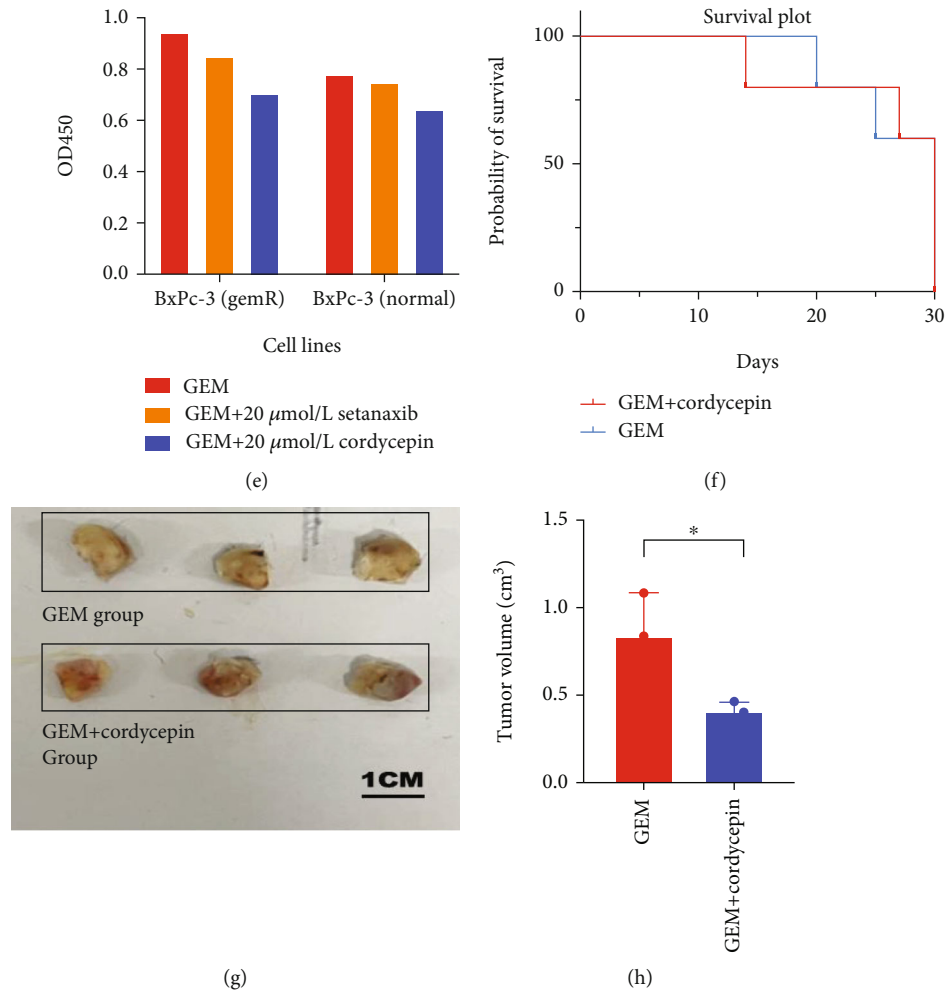 1.0
0.8
0.6
0.4
0.2
0.0
OD450
BxPc-3 (gemR)
BxPc-3 (normal)
Cell lines
GEM
GEM+20 μmol/L setanaxib
GEM+20 μmol/L cordycepin
(e)
Survival plot
100
50
0
Probability of survival
0
10
20
30
Days
GEM+cordycepin
GEM
(f)
GEM group
GEM+cordycepin
Group
1CM
(g)
1.5
1.0
0.5
0.0
Tumor volume (cm³)
*
GEM
GEM+cordycepin
(h)